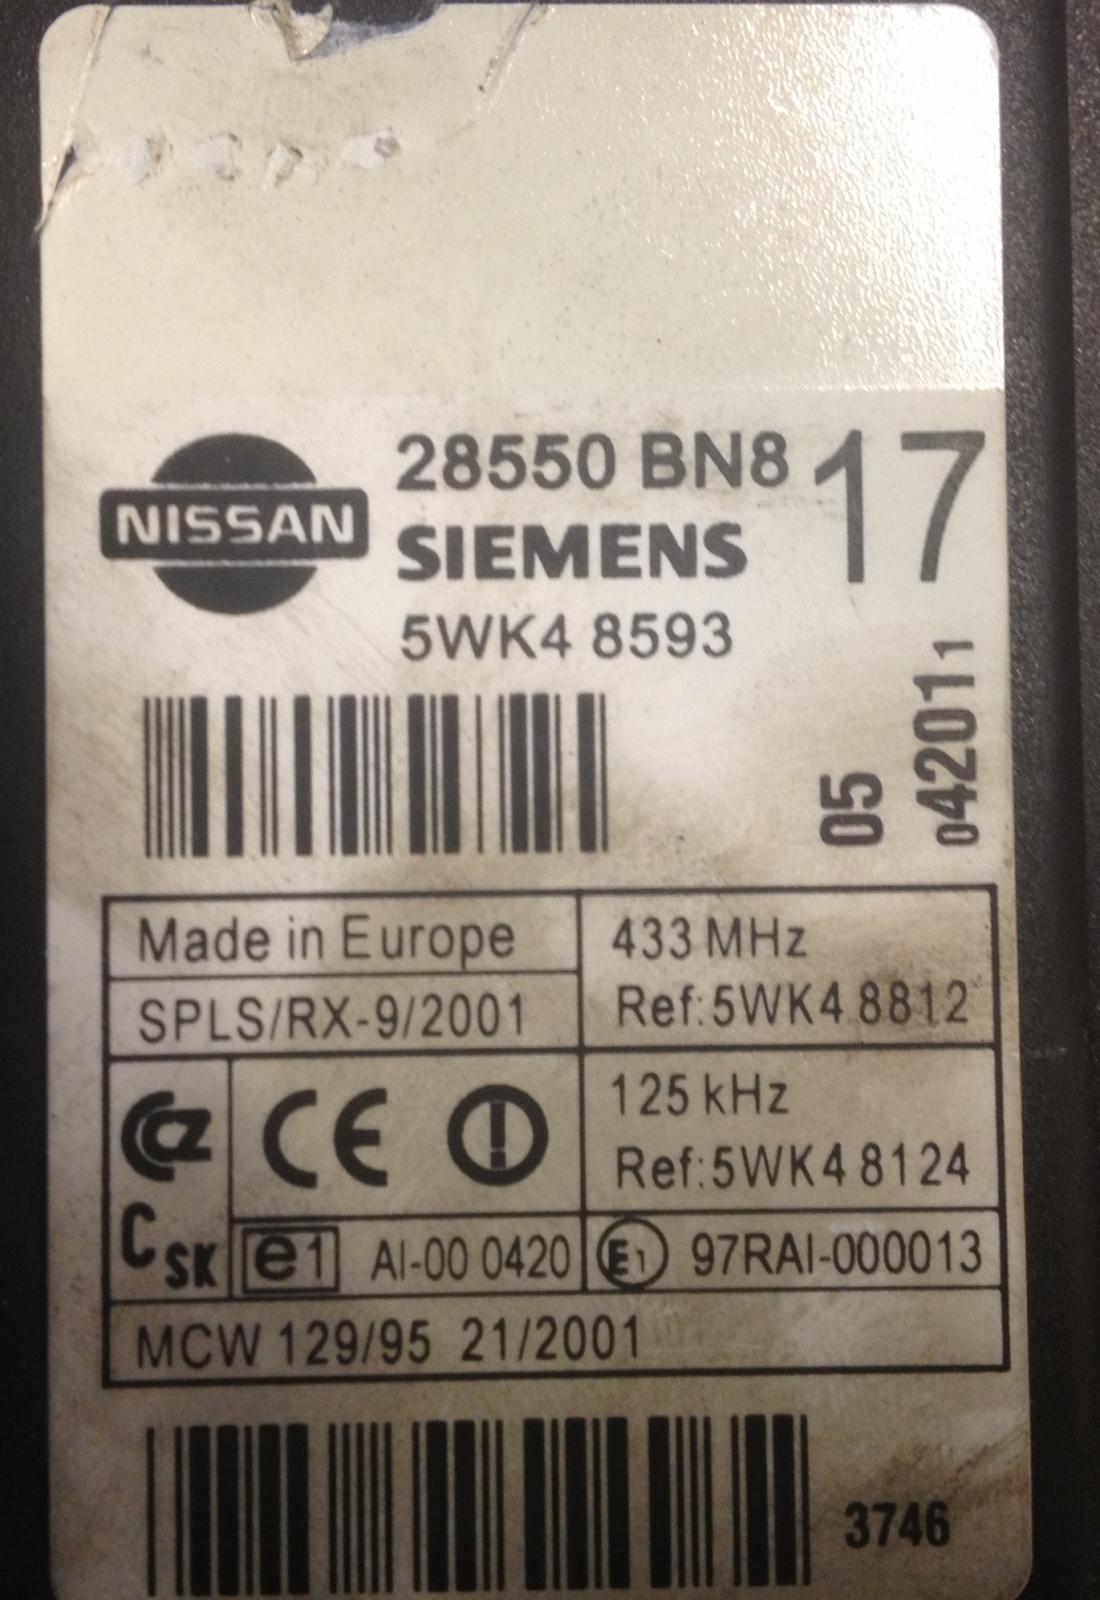 28550 BN8 17
NISSAN
SIEMENS
5WK4 8593
05
042011
Made in Europe
433 MHz
SPLS/RX-9/2001
Ref:5WK4 8812
125 kHz
CE
Ref:5WK4 8124
C SK
e1 AI-00 0420
E1 97RAI-000013
MCW 129/95 21/2001
3746